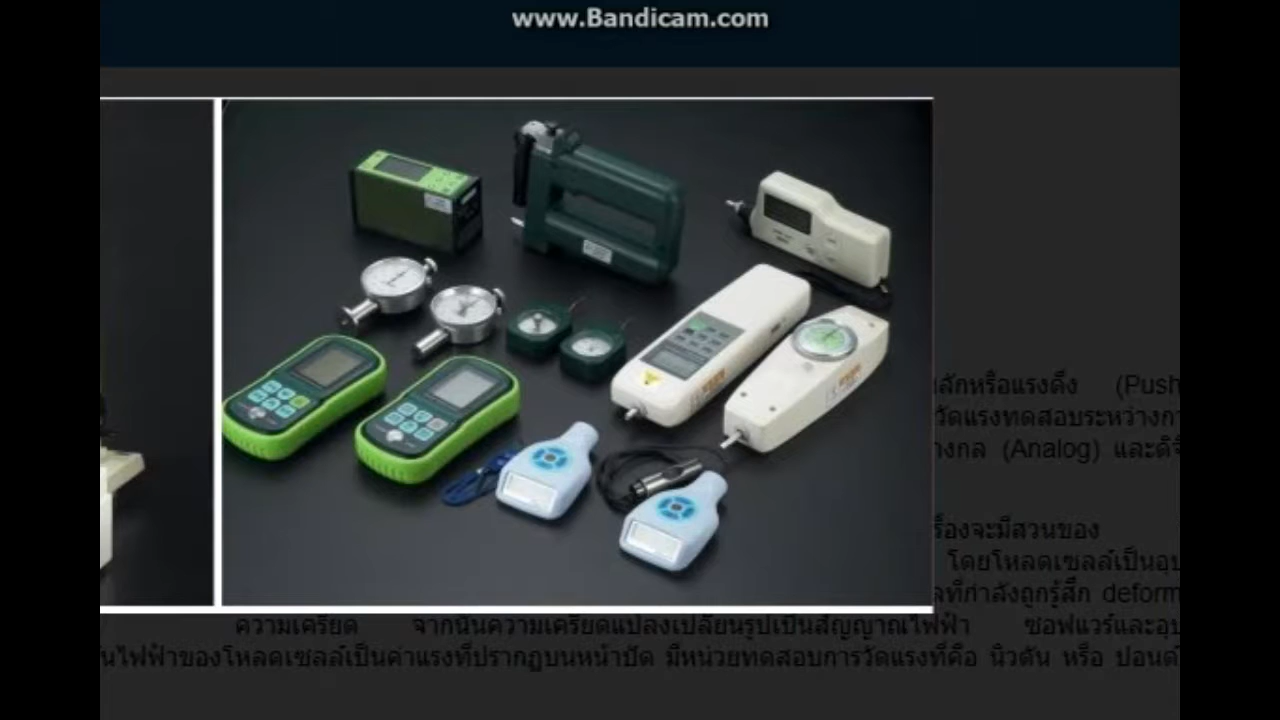 www.Bandicam.com
ลักหรือแรงดึง (Push
วัดแรงทดสอบระหว่างกา
างกล (Analog) และดิจิ
รื่องจะมีส่วนของ
โดยโหลดเซลล์เป็นอุป
ลที่กำลังถูกรู้สึก deform
ความเครียด จากนั้นความเครียดแปลงเปลี่ยนรูปเป็นสัญญาณไฟฟ้า ซอฟแวร์และอุป
นไฟฟ้าของโหลดเซลล์เป็นค่าแรงที่ปรากฏบนหน้าปัด มีหน่วยทดสอบการวัดแรงที่คือ นิวตัน หรือ ปอนด์